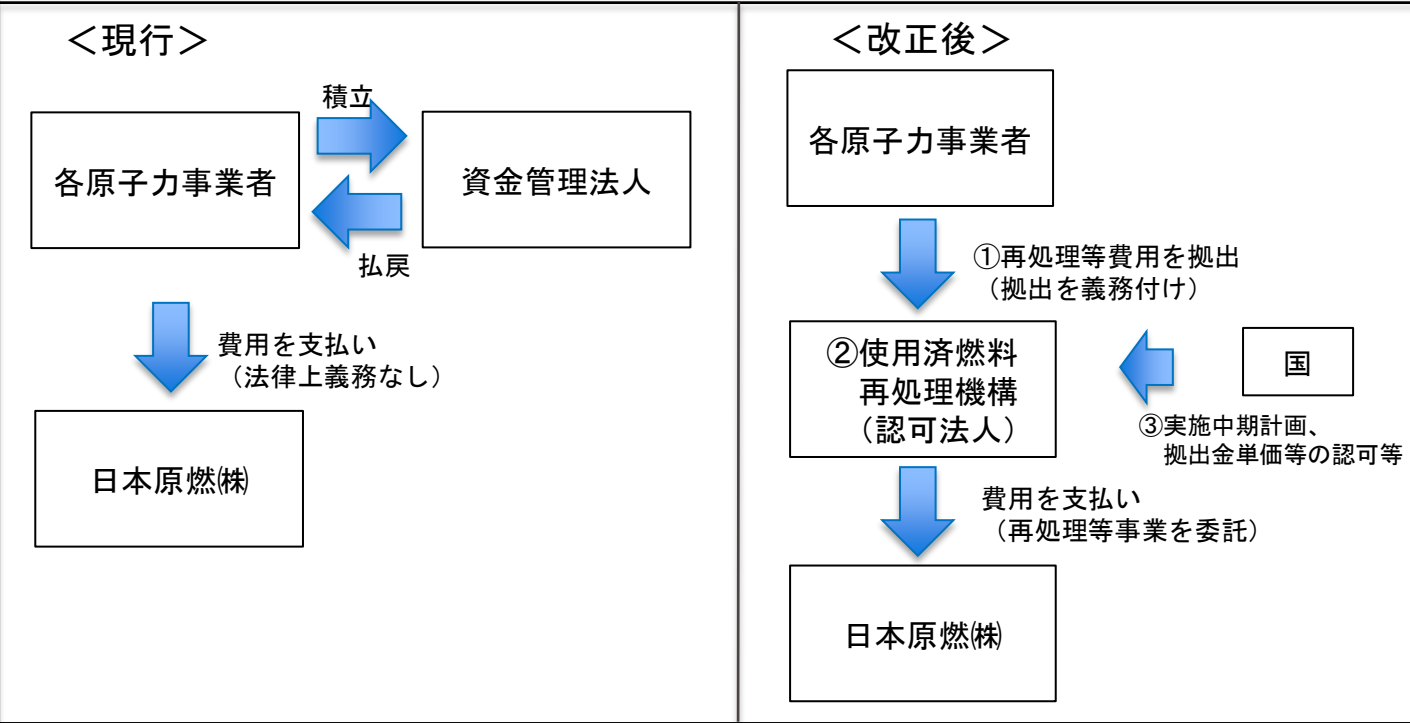 ＜現行＞
積立
各原子力事業者
資金管理法人
払戻
費用を支払い
（法律上義務なし）
日本原燃㈱
＜改正後＞
各原子力事業者
①再処理等費用を拠出
（拠出を義務付け）
②使用済燃料
再処理機構
（認可法人）
国
③実施中期計画、
拠出金単価等の認可等
費用を支払い
（再処理等事業を委託）
日本原燃㈱